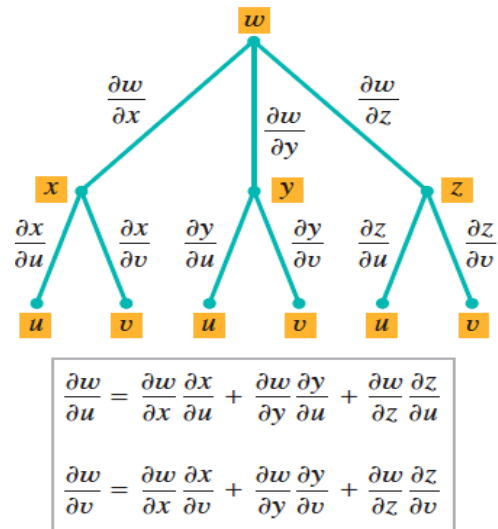 w
∂w/∂x ∂w/∂y ∂w/∂z
x y z
∂x/∂u ∂x/∂v ∂y/∂u ∂y/∂v ∂z/∂u ∂z/∂v
u v u v u v
∂w/∂u = ∂w/∂x ∂x/∂u + ∂w/∂y ∂y/∂u + ∂w/∂z ∂z/∂u
∂w/∂v = ∂w/∂x ∂x/∂v + ∂w/∂y ∂y/∂v + ∂w/∂z ∂z/∂v